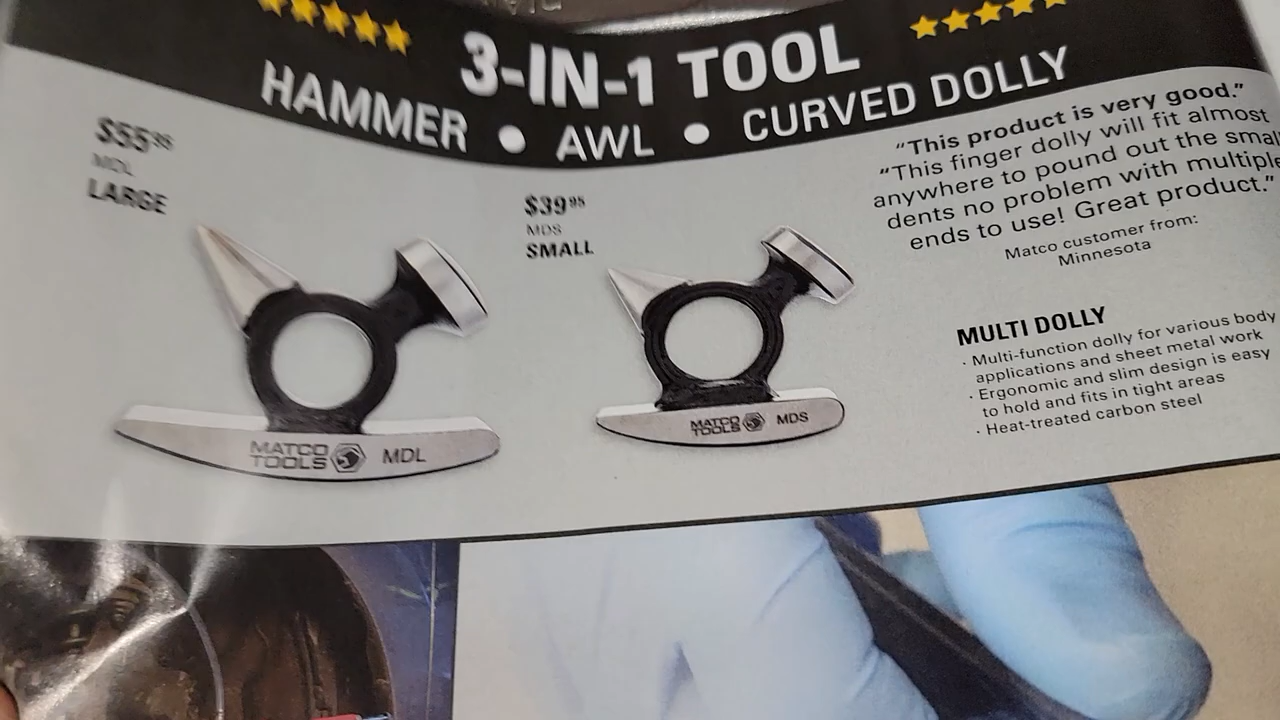 3-IN-1 TOOL
HAMMER • AWL • CURVED DOLLY
$55⁹⁵
MDL
LARGE
$39⁹⁵
MDS
SMALL
"This product is very good."
"This finger dolly will fit almost
anywhere to pound out the small
dents no problem with multiple
ends to use! Great product."
Matco customer from:
Minnesota
MULTI DOLLY
· Multi-function dolly for various body
applications and sheet metal work
· Ergonomic and slim design is easy
to hold and fits in tight areas
· Heat-treated carbon steel
MATCO
TOOLS MDL
MATCO
TOOLS MDS